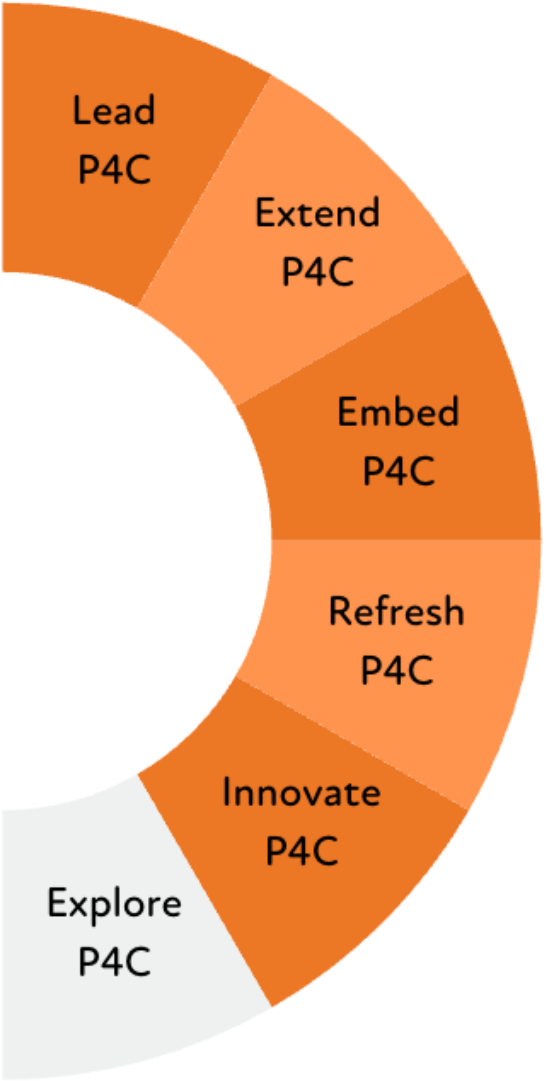 Lead
P4C
Extend
P4C
Embed
P4C
Refresh
P4C
Innovate
P4C
Explore
P4C